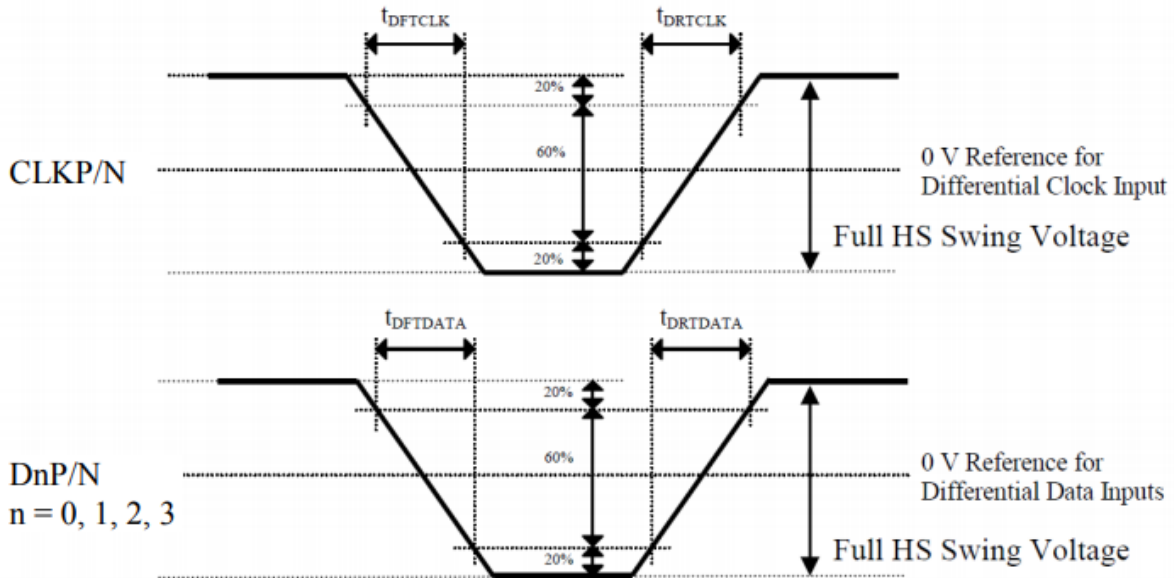 tDFTCLK
tDRTCLK
20%
60%
CLKP/N
0 V Reference for
Differential Clock Input
Full HS Swing Voltage
20%
tDFTDATA
tDRTDATA
20%
60%
DnP/N
n = 0, 1, 2, 3
0 V Reference for
Differential Data Inputs
Full HS Swing Voltage
20%